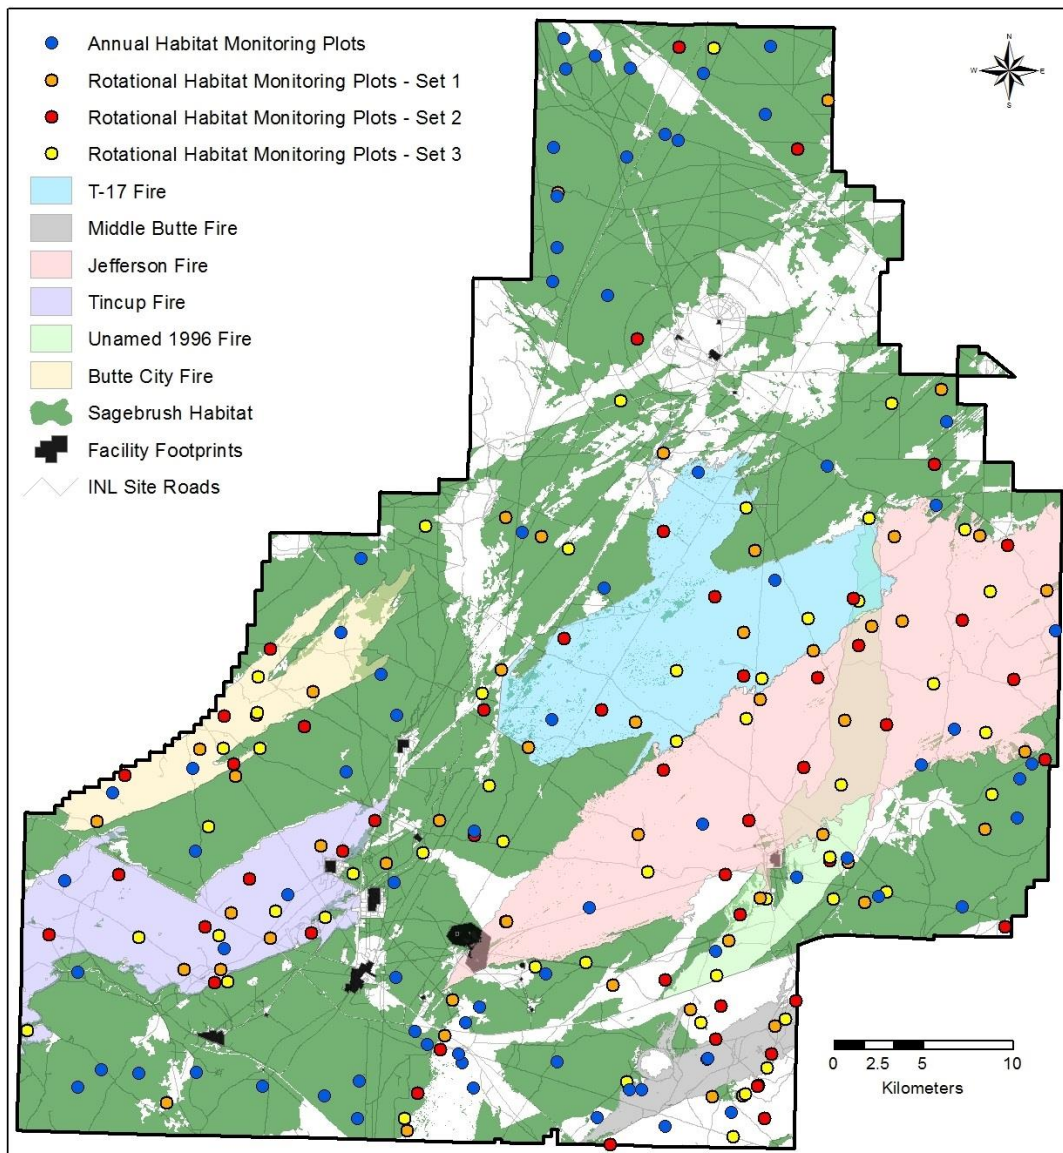 Annual Habitat Monitoring Plots
Rotational Habitat Monitoring Plots - Set 1
Rotational Habitat Monitoring Plots - Set 2
Rotational Habitat Monitoring Plots - Set 3
T-17 Fire
Middle Butte Fire
Jefferson Fire
Tincup Fire
Unamed 1996 Fire
Butte City Fire
Sagebrush Habitat
Facility Footprints
INL Site Roads
N
W E
S
0 2.5 5 10
Kilometers